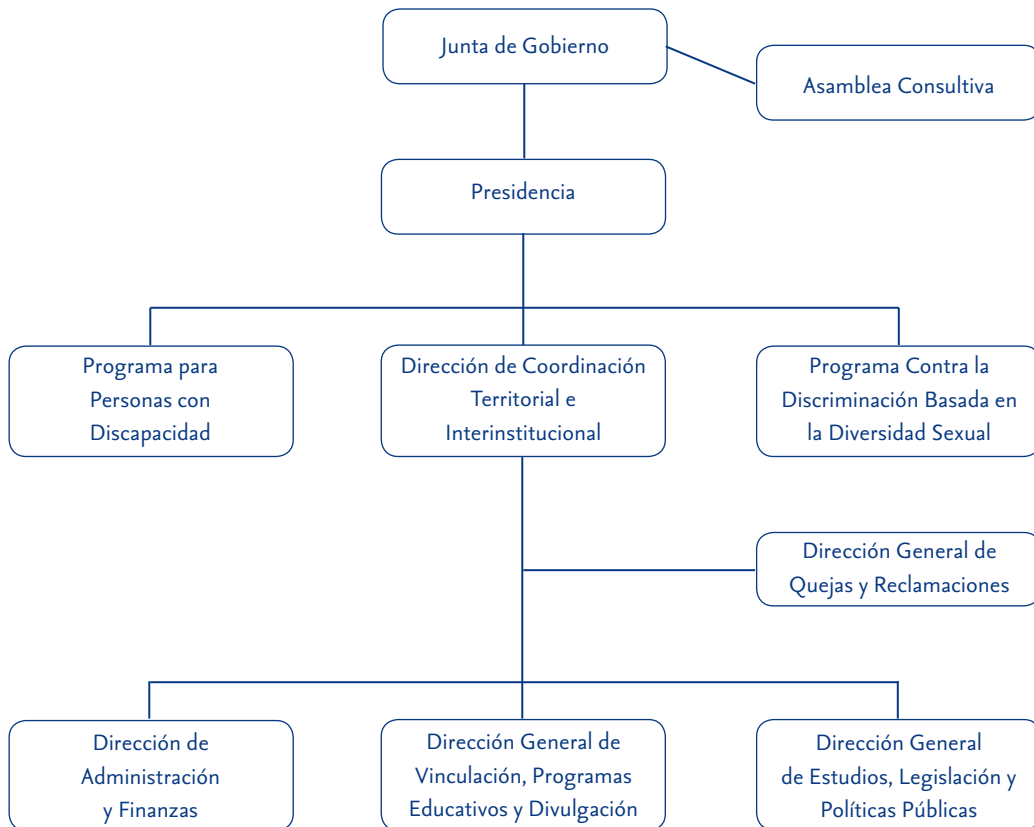 Junta de Gobierno
Asamblea Consultiva
Presidencia
Programa para
Personas con
Discapacidad
Dirección de Coordinación
Territorial e
Interinstitucional
Programa Contra la
Discriminación Basada en
la Diversidad Sexual
Dirección General de
Quejas y Reclamaciones
Dirección de
Administración
y Finanzas
Dirección General de
Vinculación, Programas
Educativos y Divulgación
Dirección General
de Estudios, Legislación y
Políticas Públicas